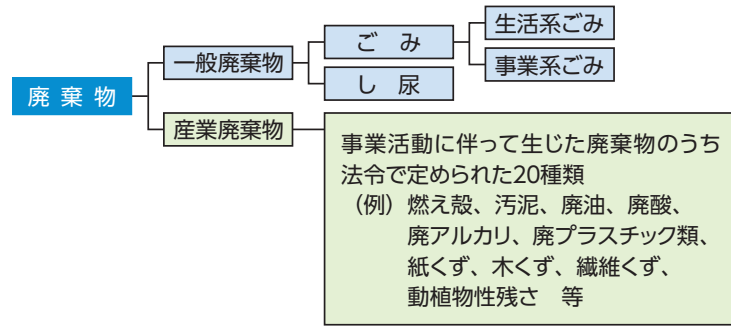 廃棄物
一般廃棄物
ごみ
生活系ごみ
事業系ごみ
し尿
産業廃棄物
事業活動に伴って生じた廃棄物のうち
法令で定められた20種類
（例）燃え殻、汚泥、廃油、廃酸、
廃アルカリ、廃プラスチック類、
紙くず、木くず、繊維くず、
動植物性残さ　等